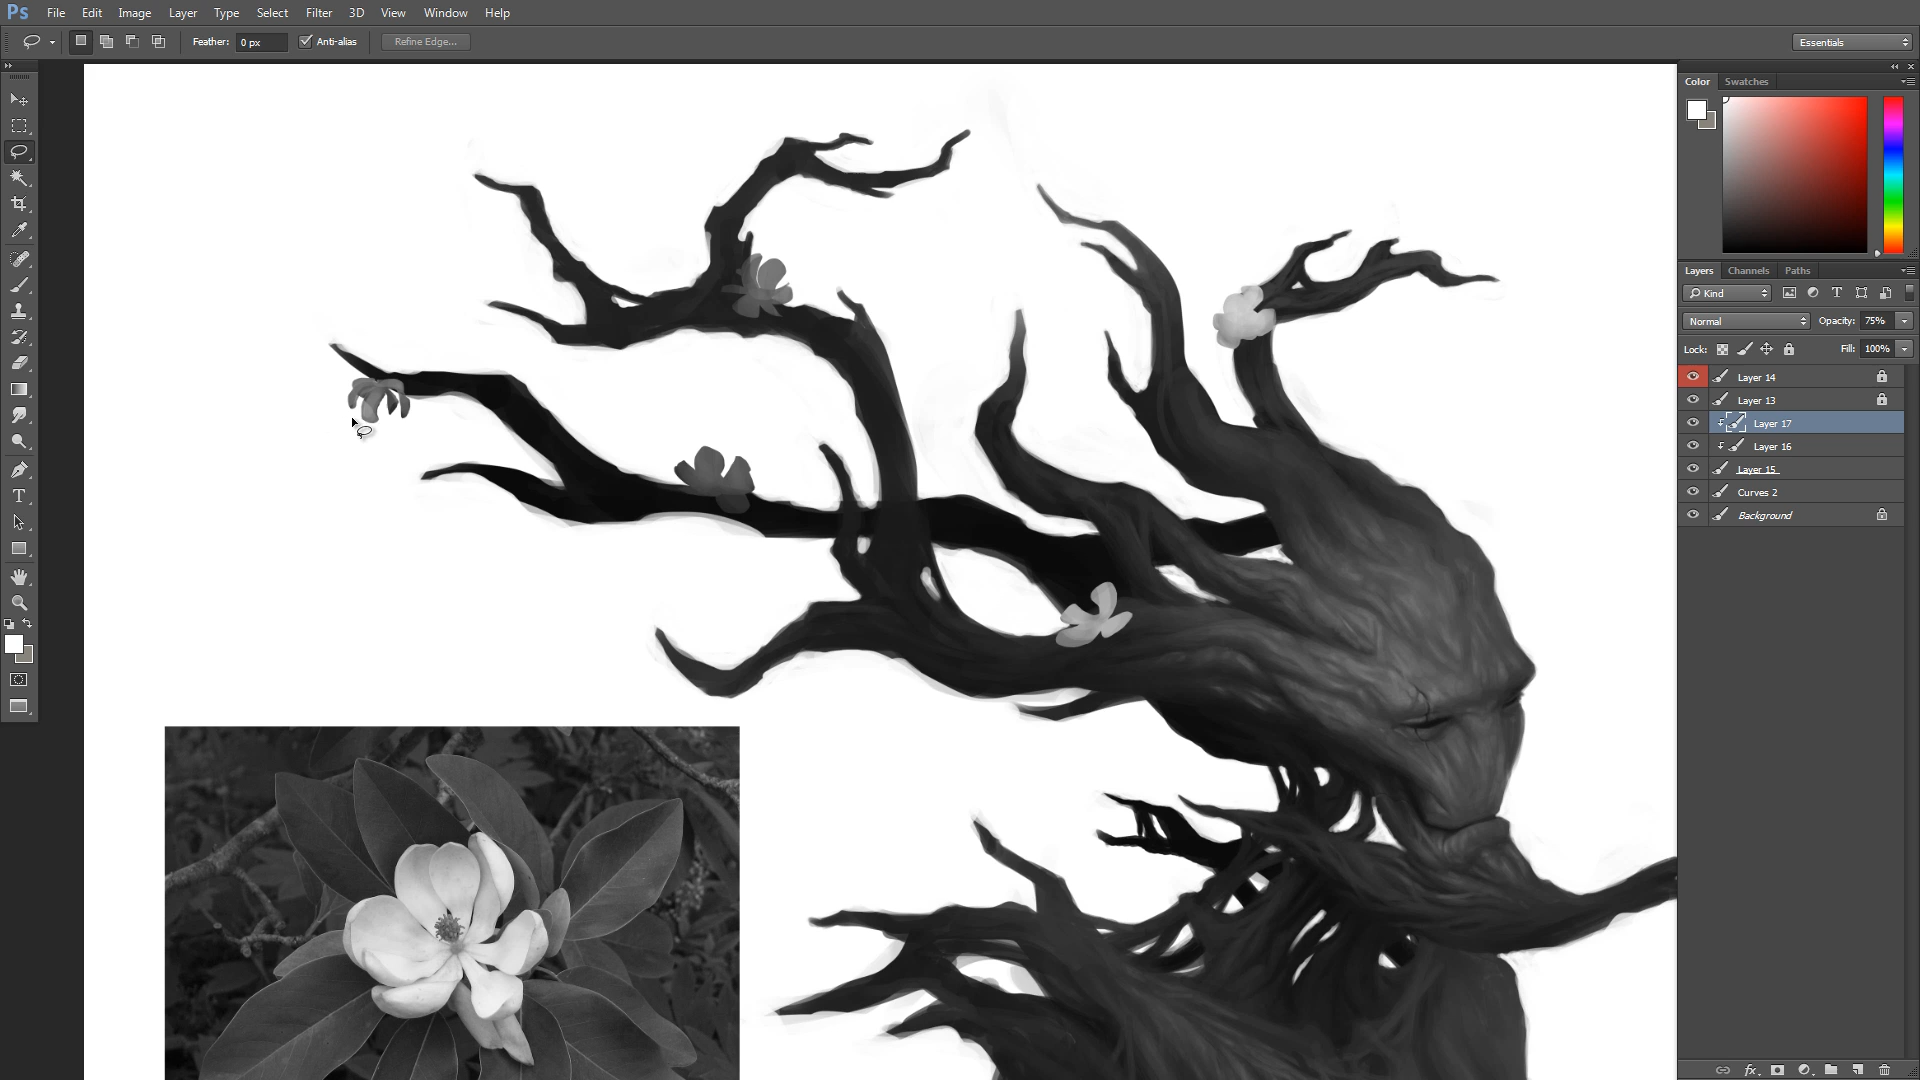 Ps File Edit Image Layer Type Select Filter 3D View Window Help
Feather: 0 px Anti-alias Refine Edge... Essentials
Color Swatches
Layers Channels Paths
Kind
Normal Opacity: 75%
Lock: Fill: 100%
Layer 14
Layer 13
Layer 17
Layer 16
Layer 15
Curves 2
Background